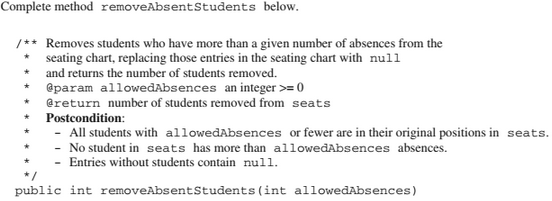 Complete method removeAbsentStudents below.
/** Removes students who have more than a given number of absences from the
* seating chart, replacing those entries in the seating chart with null
* and returns the number of students removed.
* @param allowedAbsences an integer >= 0
* @return number of students removed from seats
* Postcondition:
* – All students with allowedAbsences or fewer are in their original positions in seats.
* – No student in seats has more than allowedAbsences absences.
* – Entries without students contain null.
*/
public int removeAbsentStudents(int allowedAbsences)